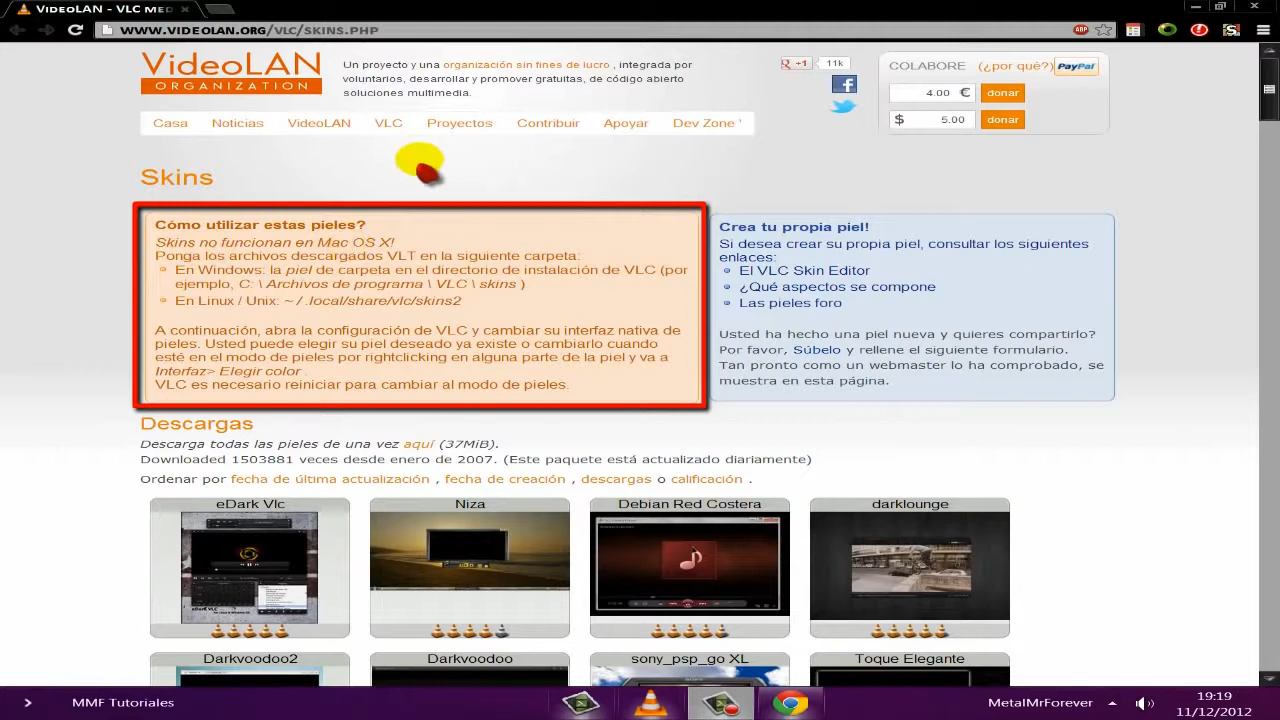 VideoLAN - VLC MED
WWW.VIDEOLAN.ORG/VLC/SKINS.PHP
ABP
VideoLAN
ORGANIZATION
Un proyecto y una organización sin fines de lucro , integrada por
voluntarios, desarrollar y promover gratuitas, de código abierto
soluciones multimedia.
+1 11k
COLABORE (¿por qué?) PayPal
4.00 € donar
$ 5.00 donar
Casa Noticias VideoLAN VLC Proyectos Contribuir Apoyar Dev Zone
Skins
Cómo utilizar estas pieles?
Skins no funcionan en Mac OS X!
Ponga los archivos descargados VLT en la siguiente carpeta:
En Windows: la piel de carpeta en el directorio de instalación de VLC (por
ejemplo, C: \ Archivos de programa \ VLC \ skins )
En Linux / Unix: ~ / .local/share/vlc/skins2
A continuación, abra la configuración de VLC y cambiar su interfaz nativa de
pieles. Usted puede elegir su piel deseado ya existe o cambiarlo cuando
esté en el modo de pieles por rightclicking en alguna parte de la piel y va a
Interfaz> Elegir color .
VLC es necesario reiniciar para cambiar al modo de pieles.
Crea tu propia piel!
Si desea crear su propia piel, consultar los siguientes
enlaces:
El VLC Skin Editor
¿Qué aspectos se compone
Las pieles foro
Usted ha hecho una piel nueva y quieres compartirlo?
Por favor, Súbelo y rellene el siguiente formulario.
Tan pronto como un webmaster lo ha comprobado, se
muestra en esta página.
Descargas
Descarga todas las pieles de una vez aquí (37MiB).
Downloaded 1503881 veces desde enero de 2007. (Este paquete está actualizado diariamente)
Ordenar por fecha de última actualización , fecha de creación , descargas o calificación .
eDark Vlc Niza Debian Red Costera darklounge
eDark VLC
Darkvoodoo2 Darkvoodoo sony_psp_go XL Toque Elegante
MMF Tutoriales
MetalMrForever
19:19
11/12/2012